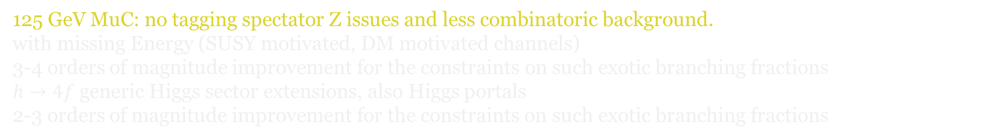 125 GeV MuC: no tagging spectator Z issues and less combinatoric background.
with missing Energy (SUSY motivated, DM motivated channels)
3-4 orders of magnitude improvement for the constraints on such exotic branching fractions
h → 4f generic Higgs sector extensions, also Higgs portals
2-3 orders of magnitude improvement for the constraints on such exotic branching fractions